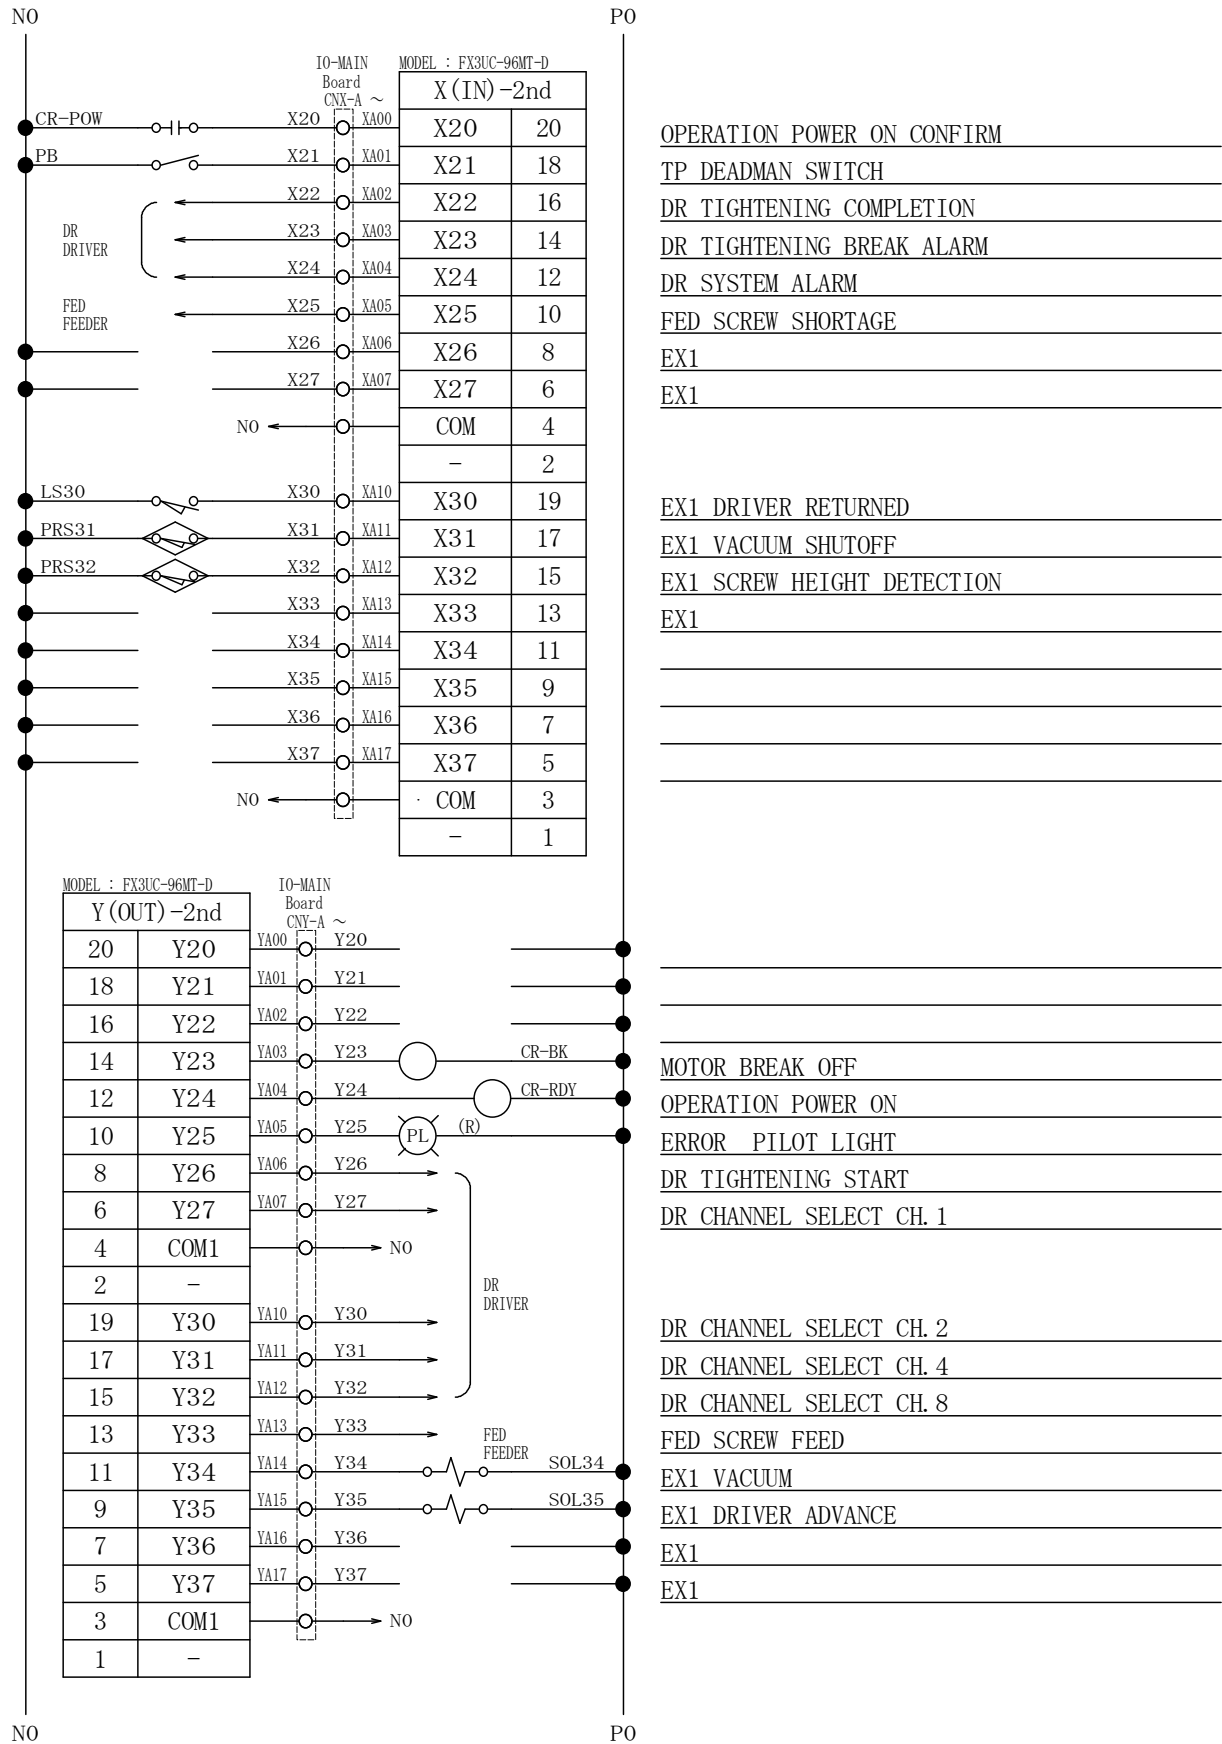 N0 P0
IO-MAIN MODEL : FX3UC-96MT-D
Board X(IN)-2nd
CNX-A ～
CR-POW X20 XA00 X20 20 OPERATION POWER ON CONFIRM
PB X21 XA01 X21 18 TP DEADMAN SWITCH
X22 XA02 X22 16 DR TIGHTENING COMPLETION
DR
DRIVER
X23 XA03 X23 14 DR TIGHTENING BREAK ALARM
X24 XA04 X24 12 DR SYSTEM ALARM
FED
FEEDER
X25 XA05 X25 10 FED SCREW SHORTAGE
X26 XA06 X26 8 EX1
X27 XA07 X27 6 EX1
N0 COM 4
- 2
LS30 X30 XA10 X30 19 EX1 DRIVER RETURNED
PRS31 X31 XA11 X31 17 EX1 VACUUM SHUTOFF
PRS32 X32 XA12 X32 15 EX1 SCREW HEIGHT DETECTION
X33 XA13 X33 13 EX1
X34 XA14 X34 11
X35 XA15 X35 9
X36 XA16 X36 7
X37 XA17 X37 5
N0 COM 3
- 1
MODEL : FX3UC-96MT-D IO-MAIN
Y(OUT)-2nd Board
CNY-A ～
20 Y20 YA00 Y20
18 Y21 YA01 Y21
16 Y22 YA02 Y22
14 Y23 YA03 Y23 CR-BK MOTOR BREAK OFF
12 Y24 YA04 Y24 CR-RDY OPERATION POWER ON
10 Y25 YA05 Y25 PL (R) ERROR PILOT LIGHT
8 Y26 YA06 Y26 DR TIGHTENING START
6 Y27 YA07 Y27 DR CHANNEL SELECT CH.1
4 COM1 N0
2 -
DR
DRIVER
19 Y30 YA10 Y30 DR CHANNEL SELECT CH.2
17 Y31 YA11 Y31 DR CHANNEL SELECT CH.4
15 Y32 YA12 Y32 DR CHANNEL SELECT CH.8
13 Y33 YA13 Y33 FED SCREW FEED
FED
FEEDER
11 Y34 YA14 Y34 SOL34 EX1 VACUUM
9 Y35 YA15 Y35 SOL35 EX1 DRIVER ADVANCE
7 Y36 YA16 Y36 EX1
5 Y37 YA17 Y37 EX1
3 COM1 N0
1 -
N0 P0